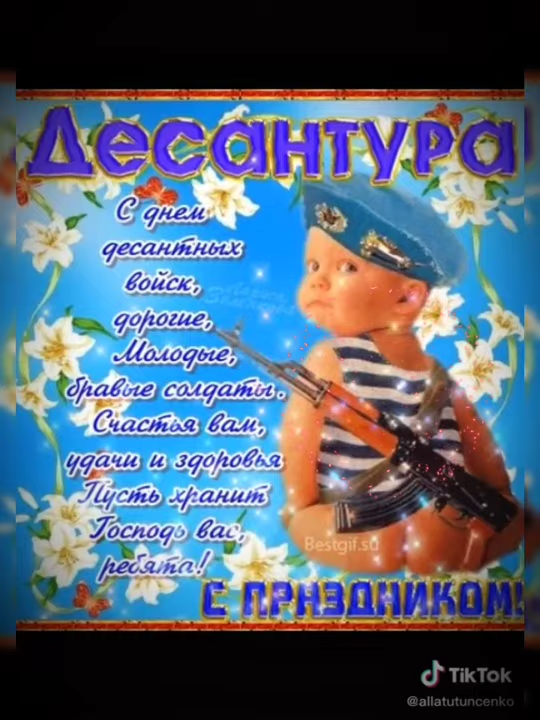 Десантура
С днем
десантных
войск,
дорогие,
Молодые,
бравые солдаты.
Счастья вам,
удачи и здоровья
Пусть хранит
Господь вас,
ребята!
С ПРАЗДНИКОМ!
Bestgif.su
TikTok
@allatutuncenko